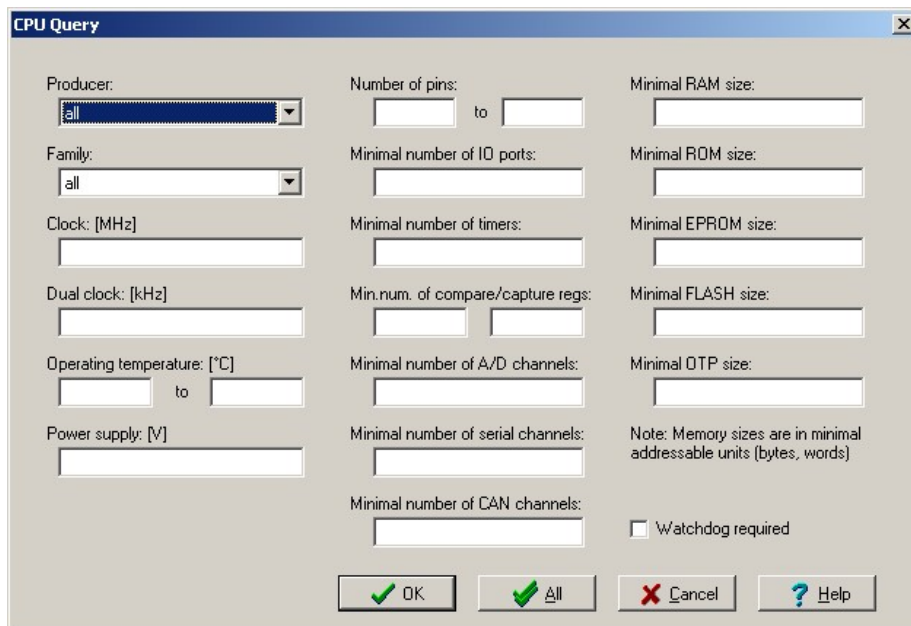 CPU Query
Producer:
all
Family:
all
Clock: [MHz]
Dual clock: [kHz]
Operating temperature: [°C]
to
Power supply: [V]
Number of pins:
to
Minimal number of IO ports:
Minimal number of timers:
Min.num. of compare/capture regs:
Minimal number of A/D channels:
Minimal number of serial channels:
Minimal number of CAN channels:
Minimal RAM size:
Minimal ROM size:
Minimal EPROM size:
Minimal FLASH size:
Minimal OTP size:
Note: Memory sizes are in minimal
addressable units (bytes, words)
Watchdog required
OK
All
Cancel
Help